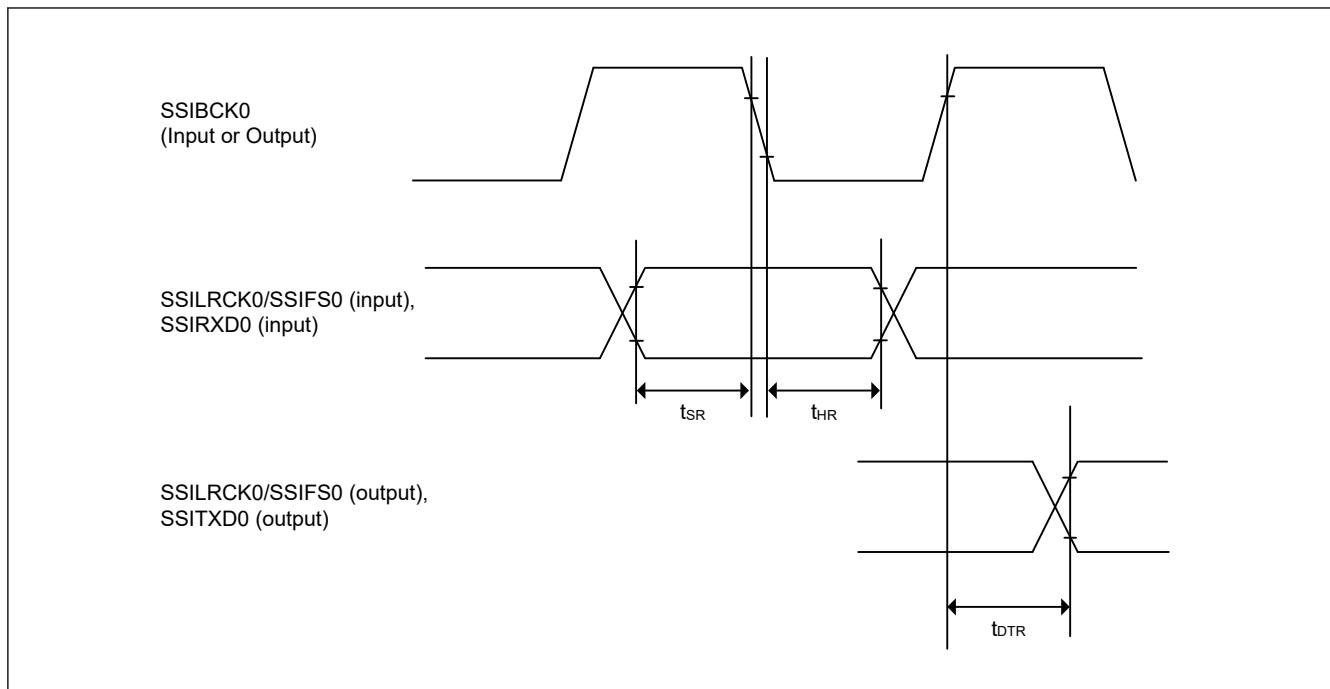 SSIBCK0
(Input or Output)
SSILRCK0/SSIFS0 (input),
SSIRXD0 (input)
tSR
tHR
SSILRCK0/SSIFS0 (output),
SSITXD0 (output)
tDTR